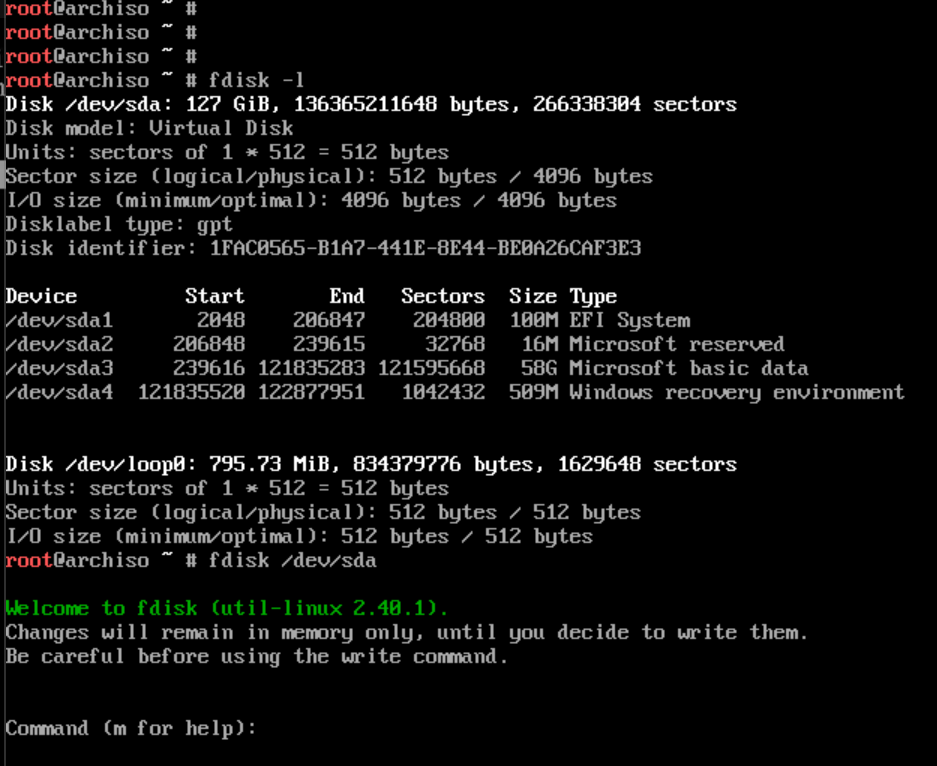 root@archiso ~ #
root@archiso ~ #
root@archiso ~ #
root@archiso ~ # fdisk -l
Disk /dev/sda: 127 GiB, 136365211648 bytes, 266338304 sectors
Disk model: Virtual Disk
Units: sectors of 1 * 512 = 512 bytes
Sector size (logical/physical): 512 bytes / 4096 bytes
I/O size (minimum/optimal): 4096 bytes / 4096 bytes
Disklabel type: gpt
Disk identifier: 1FAC0565-B1A7-441E-8E44-BE0A26CAF3E3
Device Start End Sectors Size Type
/dev/sda1 2048 206847 204800 100M EFI System
/dev/sda2 206848 239615 32768 16M Microsoft reserved
/dev/sda3 239616 121835283 121595668 58G Microsoft basic data
/dev/sda4 121835520 122877951 1042432 509M Windows recovery environment
Disk /dev/loop0: 795.73 MiB, 834379776 bytes, 1629648 sectors
Units: sectors of 1 * 512 = 512 bytes
Sector size (logical/physical): 512 bytes / 512 bytes
I/O size (minimum/optimal): 512 bytes / 512 bytes
root@archiso ~ # fdisk /dev/sda
Welcome to fdisk (util-linux 2.40.1).
Changes will remain in memory only, until you decide to write them.
Be careful before using the write command.
Command (m for help):